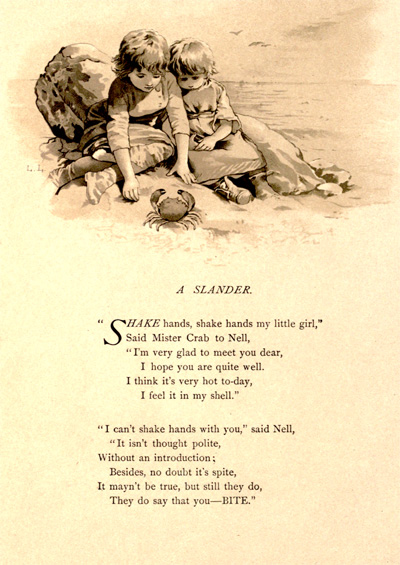 L. L.
A SLANDER.
"SHAKE hands, shake hands my little girl,"
Said Mister Crab to Nell,
"I'm very glad to meet you dear,
I hope you are quite well.
I think it's very hot to-day,
I feel it in my shell."
"I can't shake hands with you," said Nell,
"It isn't thought polite,
Without an introduction;
Besides, no doubt it's spite,
It mayn't be true, but still they do,
They do say that you—BITE."